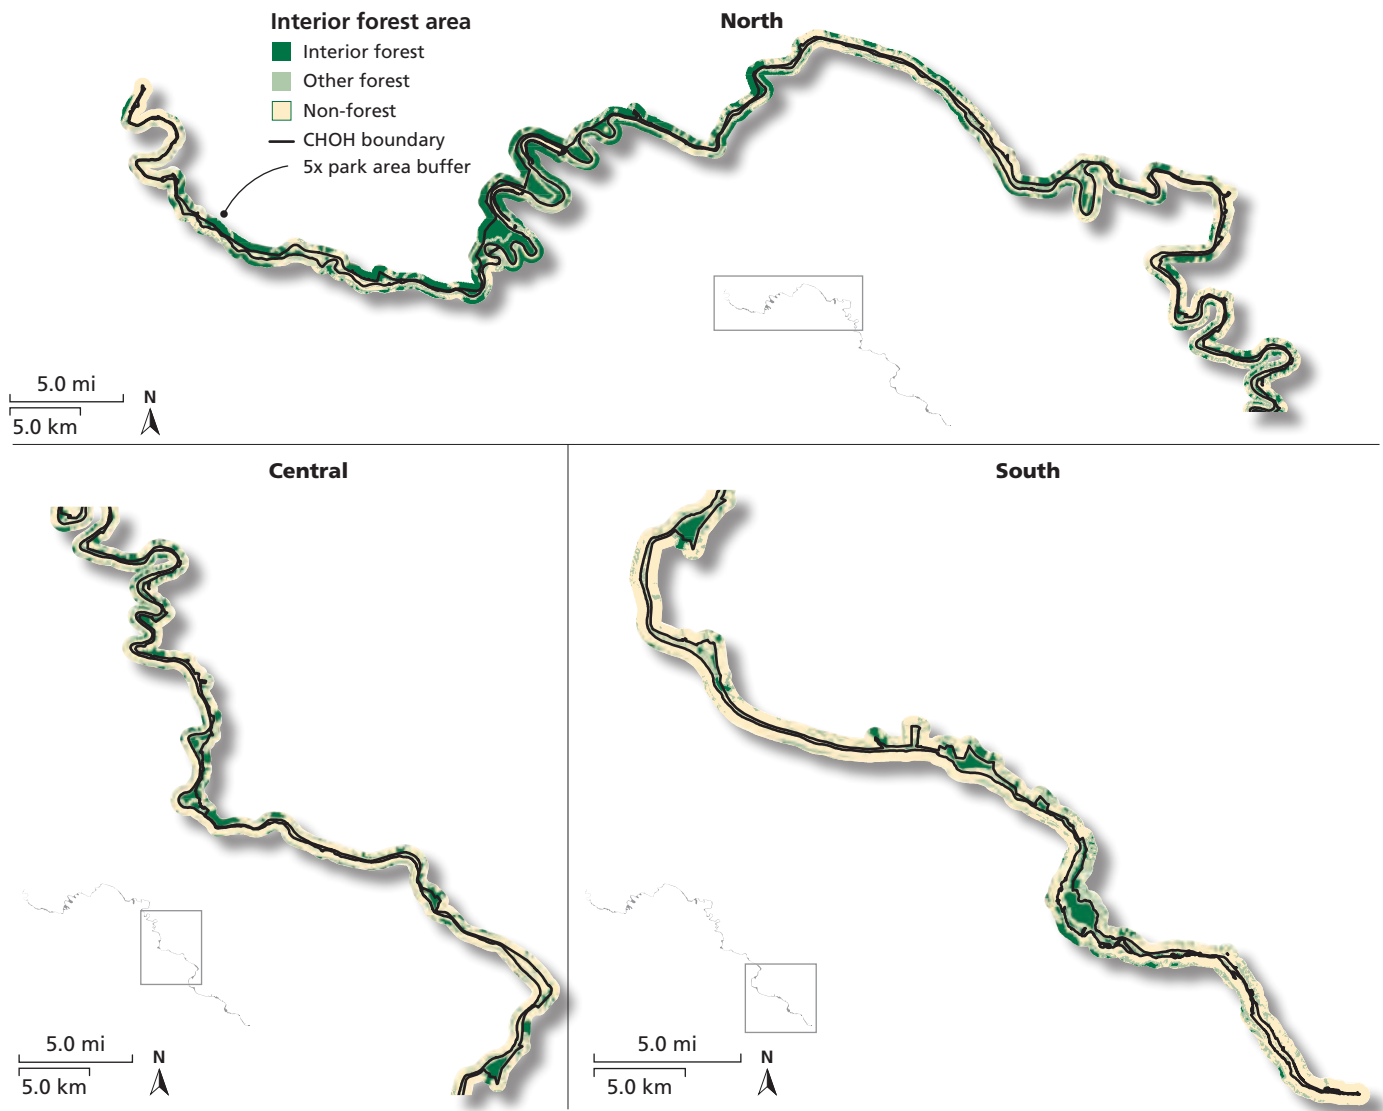 Interior forest area
Interior forest
Other forest
Non-forest
CHOH boundary
5x park area buffer
North
5.0 mi
5.0 km
N
Central
5.0 mi
5.0 km
N
South
5.0 mi
5.0 km
N